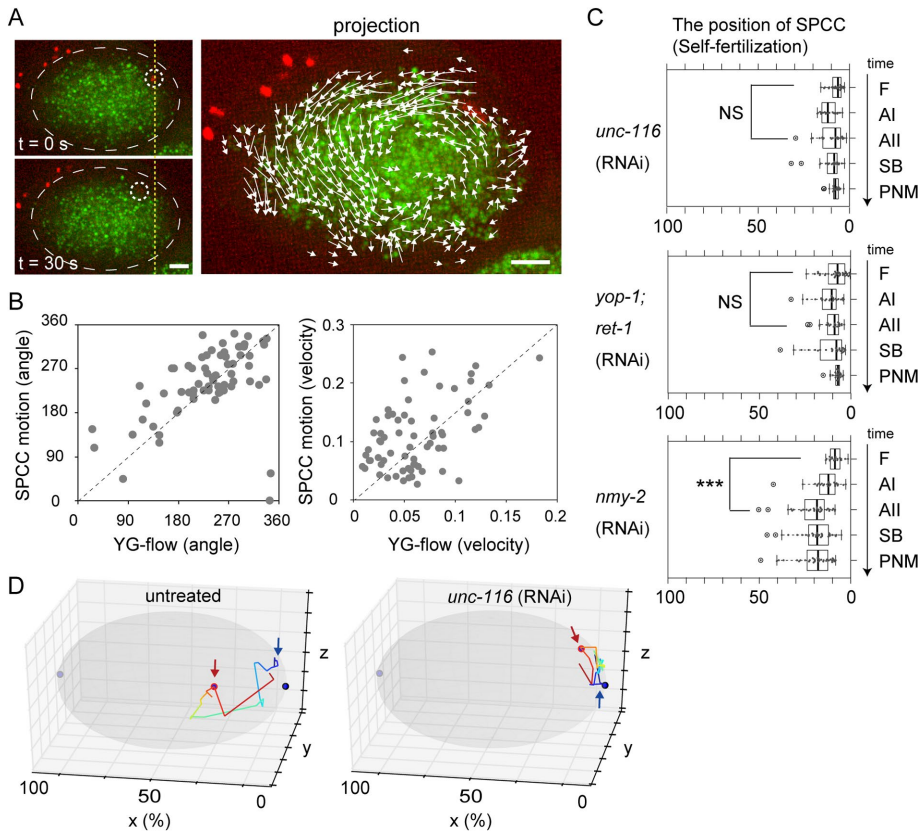 A
projection
t = 0 s
t = 30 s
B
360
270
180
90
0
SPCC motion (angle)
0 90 180 270 360
YG-flow (angle)
0.3
0.2
0.1
0
SPCC motion (velocity)
0 0.05 0.1 0.15 0.2
YG-flow (velocity)
C
The position of SPCC
(Self-fertilization)
time
unc-116
(RNAi)
NS
F
AI
AII
SB
PNM
100 50 0
time
yop-1;
ret-1
(RNAi)
NS
F
AI
AII
SB
PNM
100 50 0
time
nmy-2
(RNAi)
***
F
AI
AII
SB
PNM
100 50 0
D
untreated
z
y
100 50 0
x (%)
unc-116 (RNAi)
z
y
100 50 0
x (%)